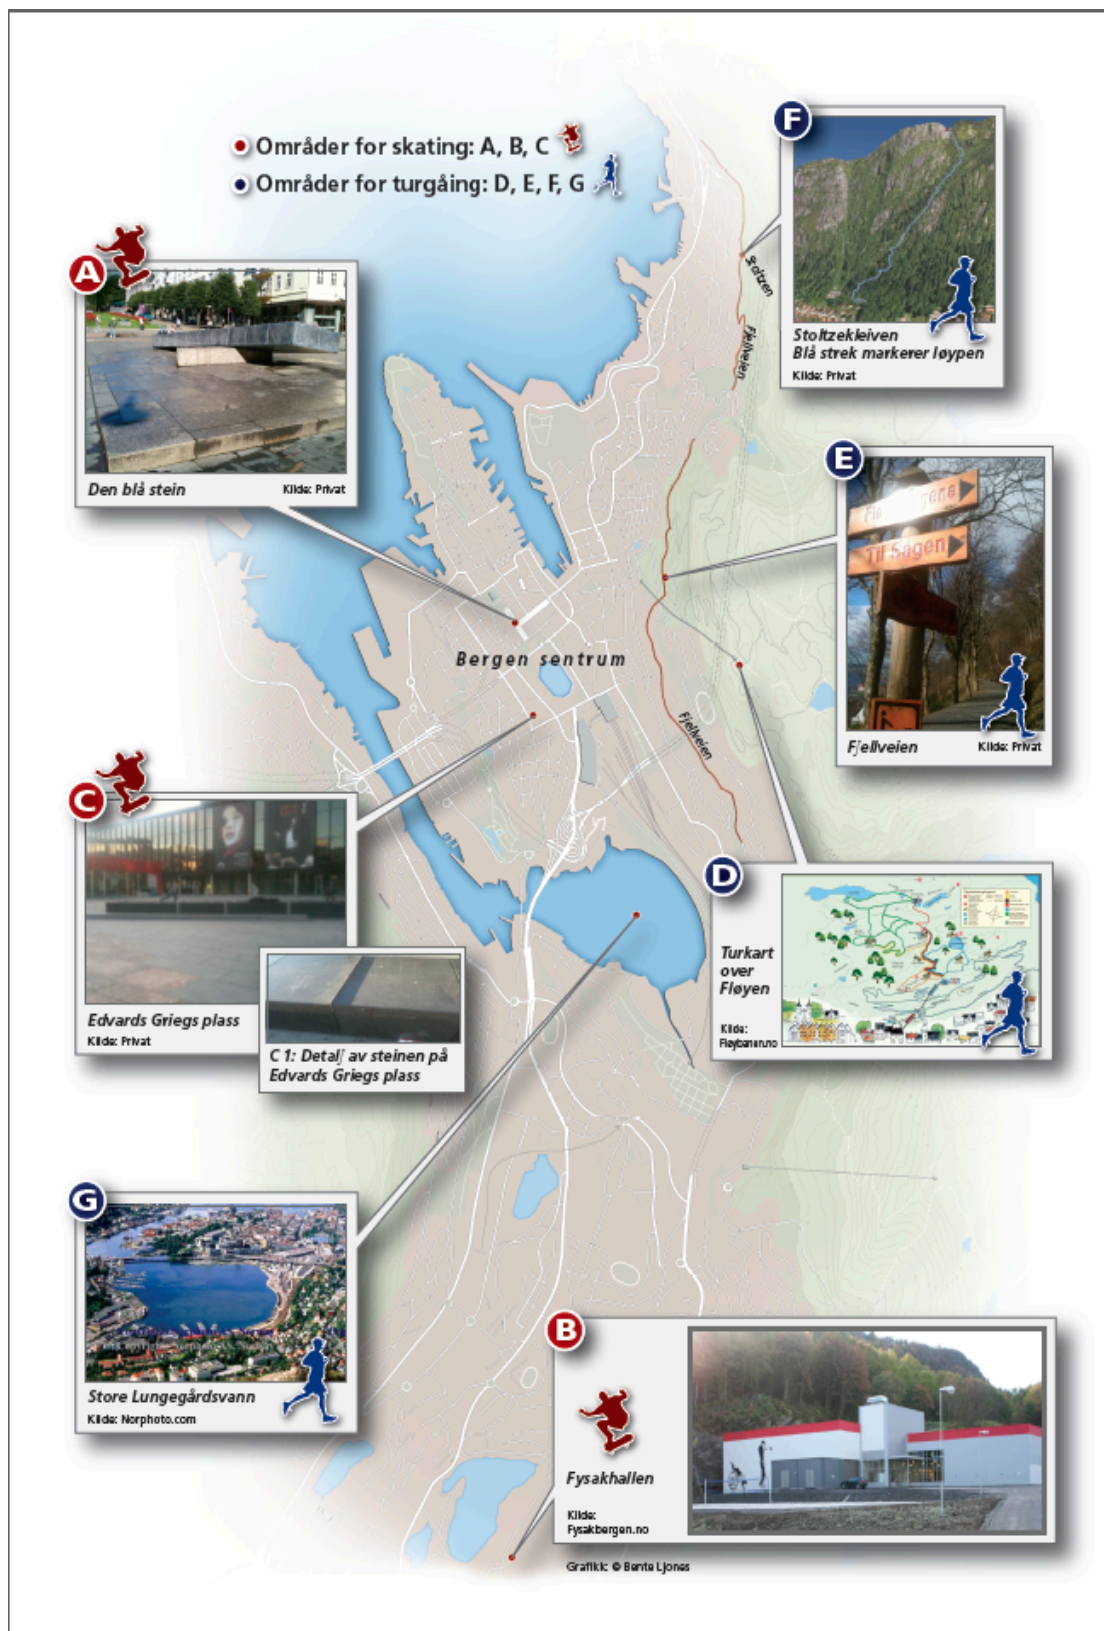 Områder for skating: A, B, C
Områder for turgåing: D, E, F, G
F
Stoltzekleiven
Blå strek markerer løypen
Kilde: Privat
A
Den blå stein
Kilde: Privat
Stoltzen
Fjellveien
E
Til Skogen
Fjellveien
Kilde: Privat
Bergen sentrum
Fjellveien
C
Edvards Griegs plass
Kilde: Privat
C 1: Detalj av steinen på
Edvards Griegs plass
D
Turkart
over
Fløyen
Kilde:
Fløybanen.no
G
Store Lungegårdsvann
Kilde: Norphoto.com
B
Fysakhallen
Kilde:
Fysakbergen.no
Grafikk: © Bente Ljones